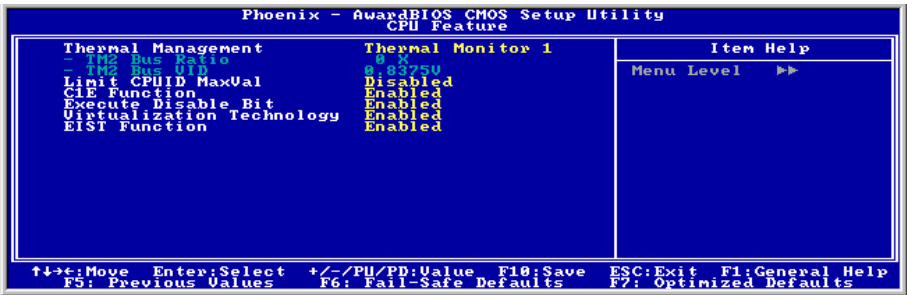 Phoenix - AwardBIOS CMOS Setup Utility
CPU Feature
Thermal Management Thermal Monitor 1
- TM2 Bus Ratio 0 X
- TM2 Bus VID 0.8375V
Limit CPUID MaxVal Disabled
C1E Function Enabled
Execute Disable Bit Enabled
Virtualization Technology Enabled
EIST Function Enabled
Item Help
Menu Level ▶▶
↑↓→←:Move Enter:Select +/-/PU/PD:Value F10:Save ESC:Exit F1:General Help
F5: Previous Values F6: Fail-Safe Defaults F7: Optimized Defaults